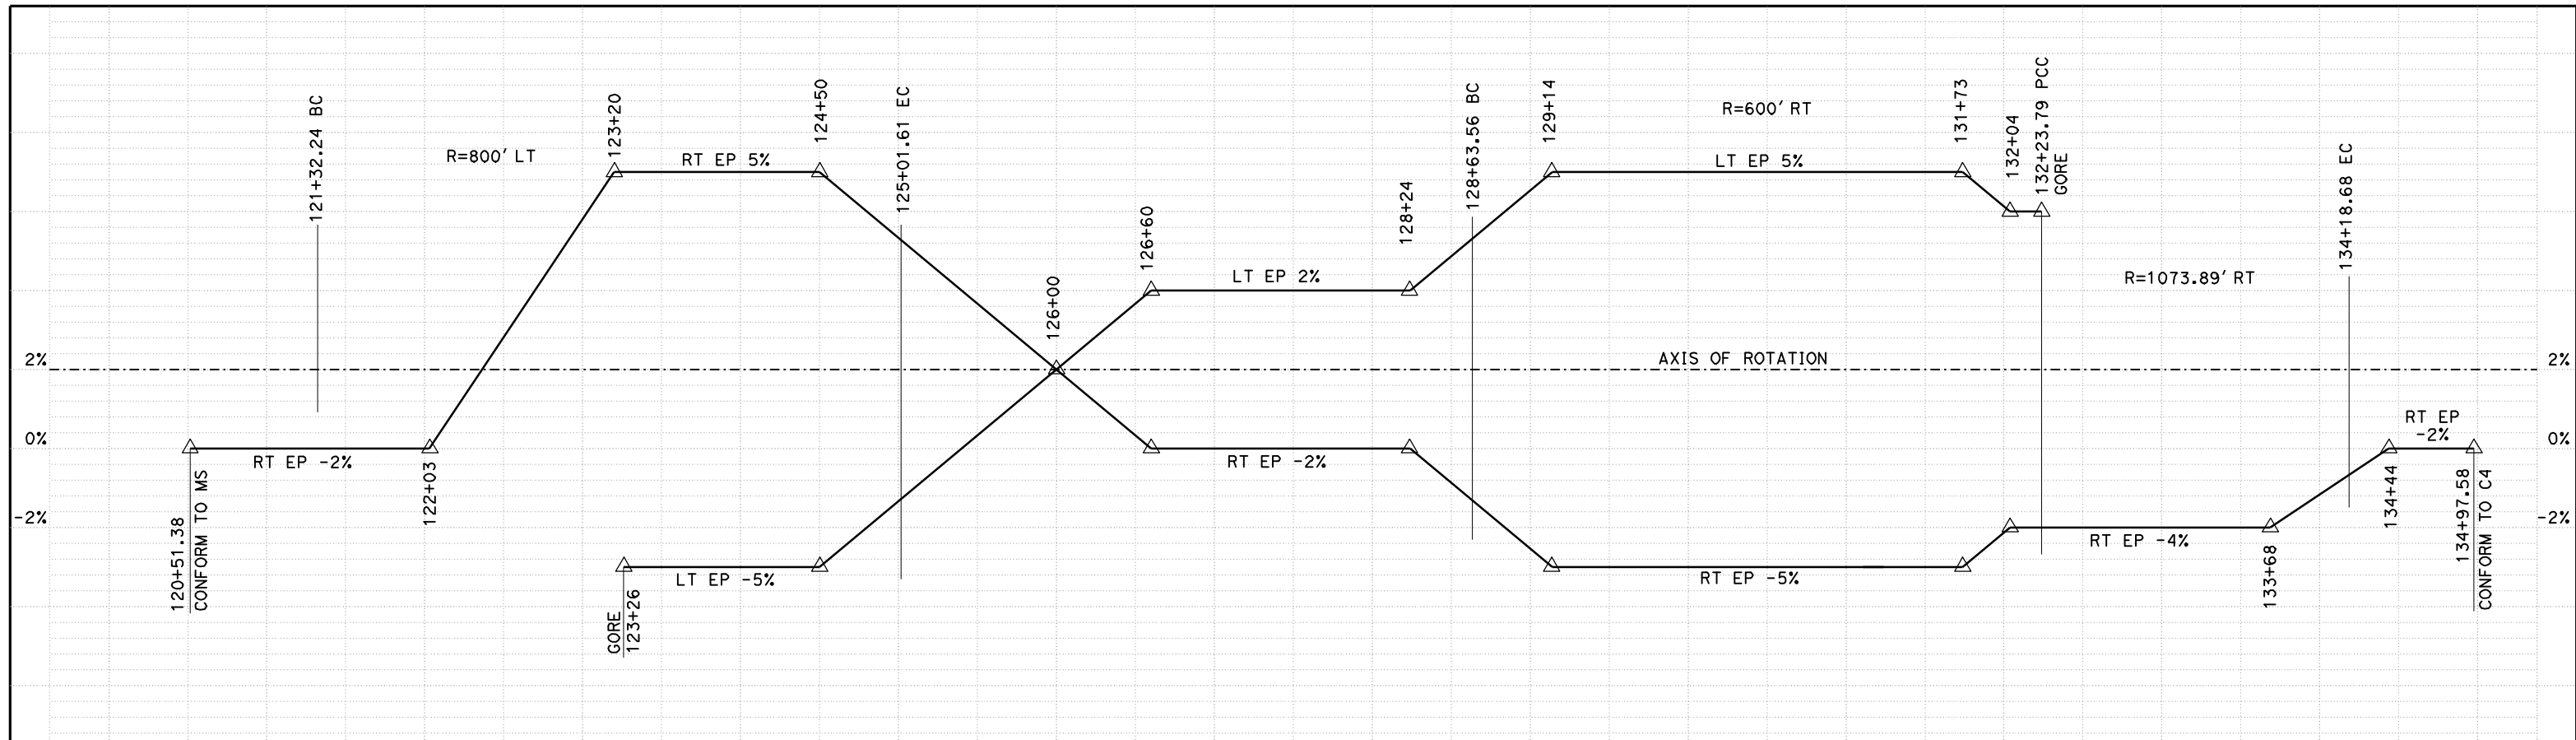 121+32.24 BC
R=800' LT
123+20
RT EP 5%
124+50
125+01.61 EC
126+00
126+60
LT EP 2%
128+24
128+63.56 BC
129+14
R=600' RT
LT EP 5%
131+73
132+04
132+23.79 PCC
GORE
R=1073.89' RT
134+18.68 EC
2%
AXIS OF ROTATION
2%
0%
RT EP
-2%
0%
RT EP -2%
122+03
RT EP -2%
-2%
-2%
120+51.38
CONFORM TO MS
LT EP -5%
GORE
123+26
RT EP -5%
RT EP -4%
133+68
134+44
134+97.58
CONFORM TO C4